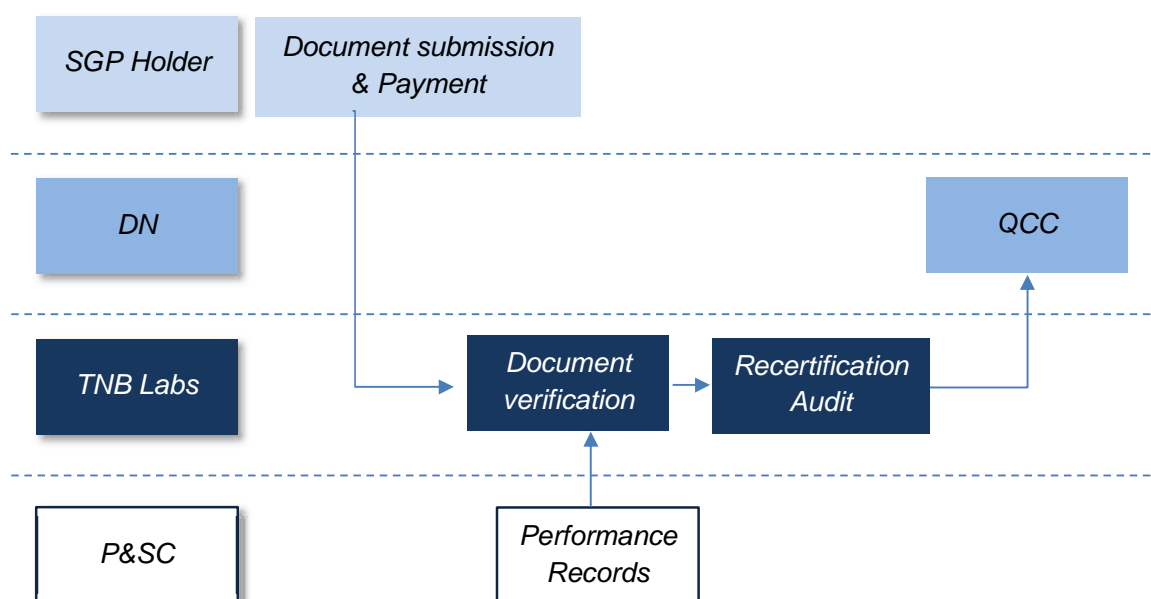 SGP Holder
Document submission
& Payment
DN
QCC
TNB Labs
Document
verification
Recertification
Audit
P&SC
Performance
Records